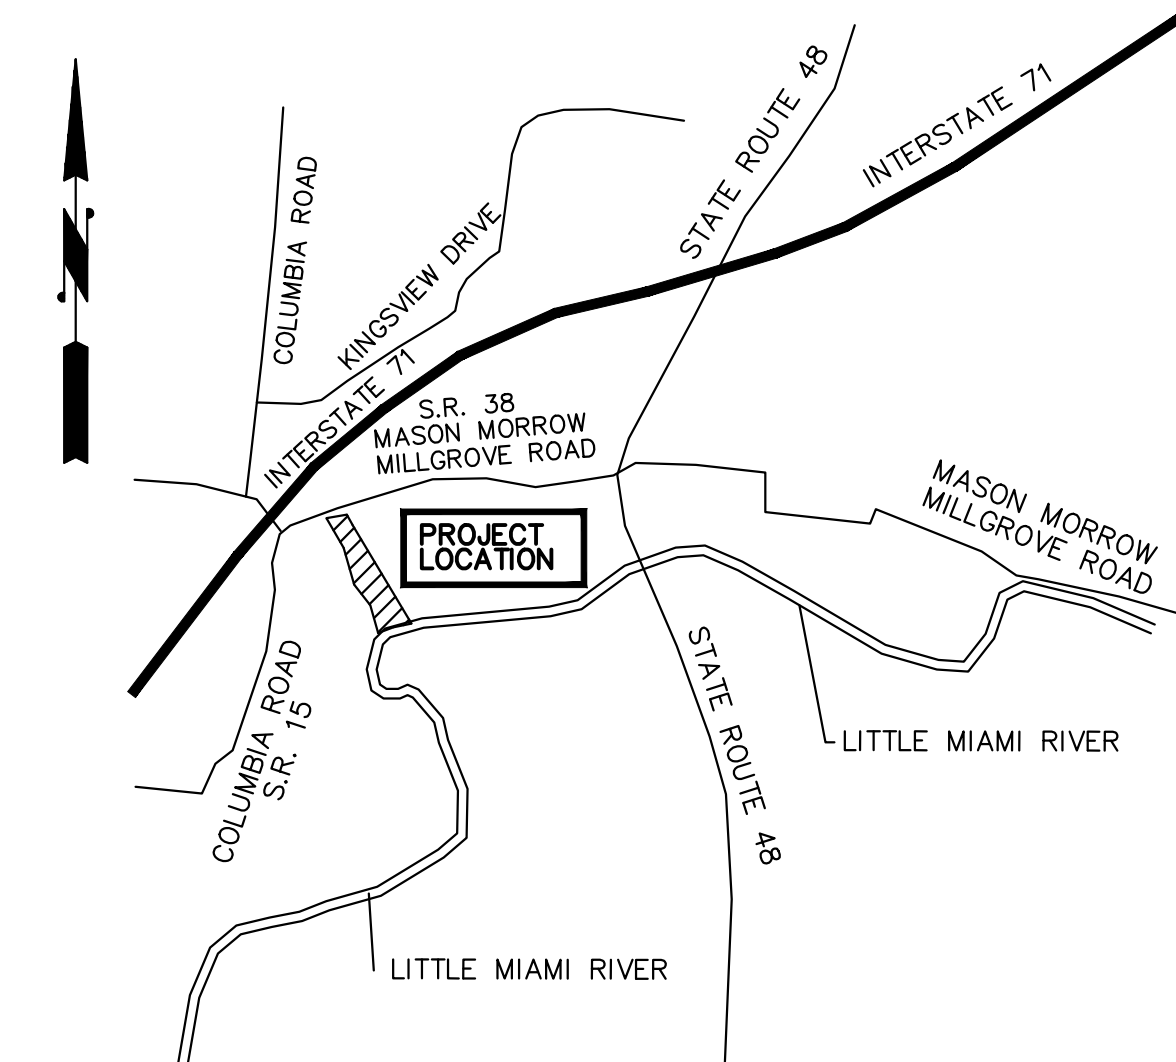 STATE ROUTE 48
INTERSTATE 71
COLUMBIA ROAD
KINGSVIEW DRIVE
INTERSTATE 71
N
S.R. 38
MASON MORROW
MILLGROVE ROAD
PROJECT
LOCATION
MASON MORROW
MILLGROVE ROAD
COLUMBIA ROAD
S.R. 15
STATE ROUTE 48
LITTLE MIAMI RIVER
LITTLE MIAMI RIVER